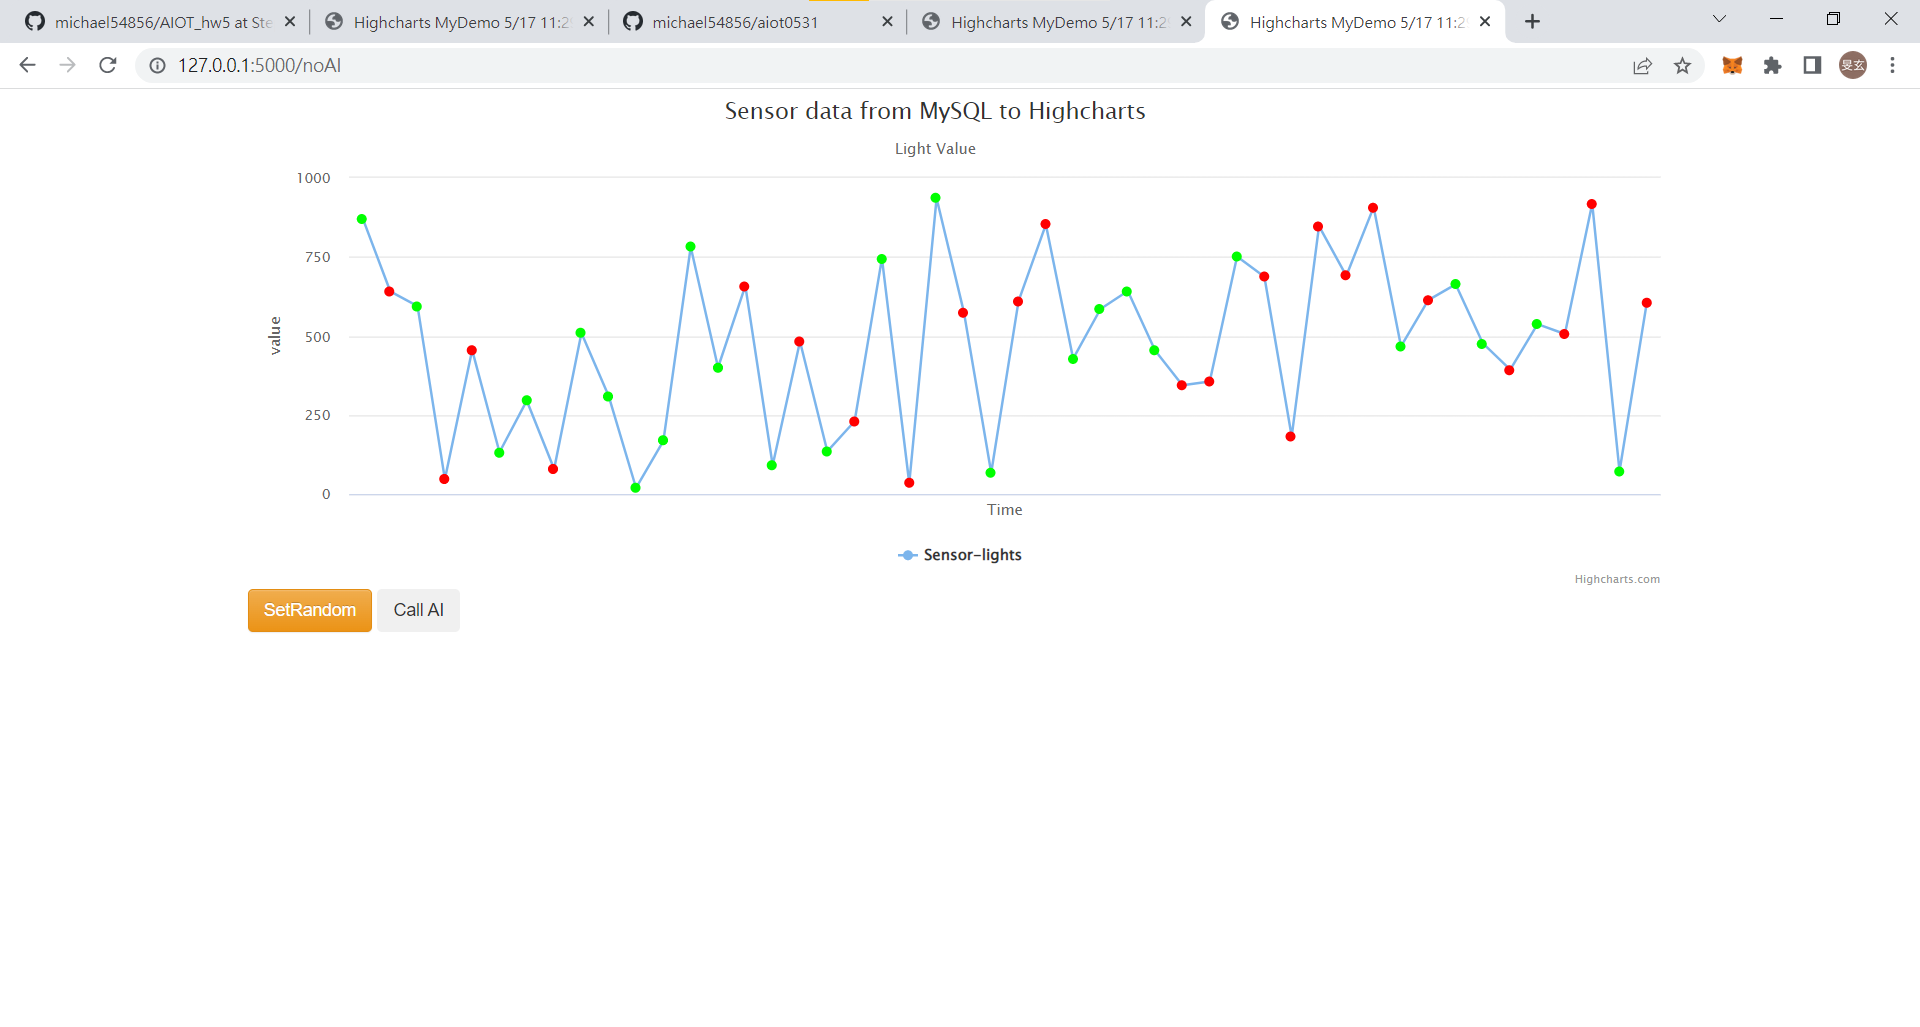 michael54856/AIOT_hw5 at Ste
Highcharts MyDemo 5/17 11:2
michael54856/aiot0531
Highcharts MyDemo 5/17 11:2
Highcharts MyDemo 5/17 11:2
127.0.0.1:5000/noAI
旻玄
Sensor data from MySQL to Highcharts
Light Value
1000
750
500
250
0
value
Time
Sensor-lights
Highcharts.com
SetRandom
Call AI